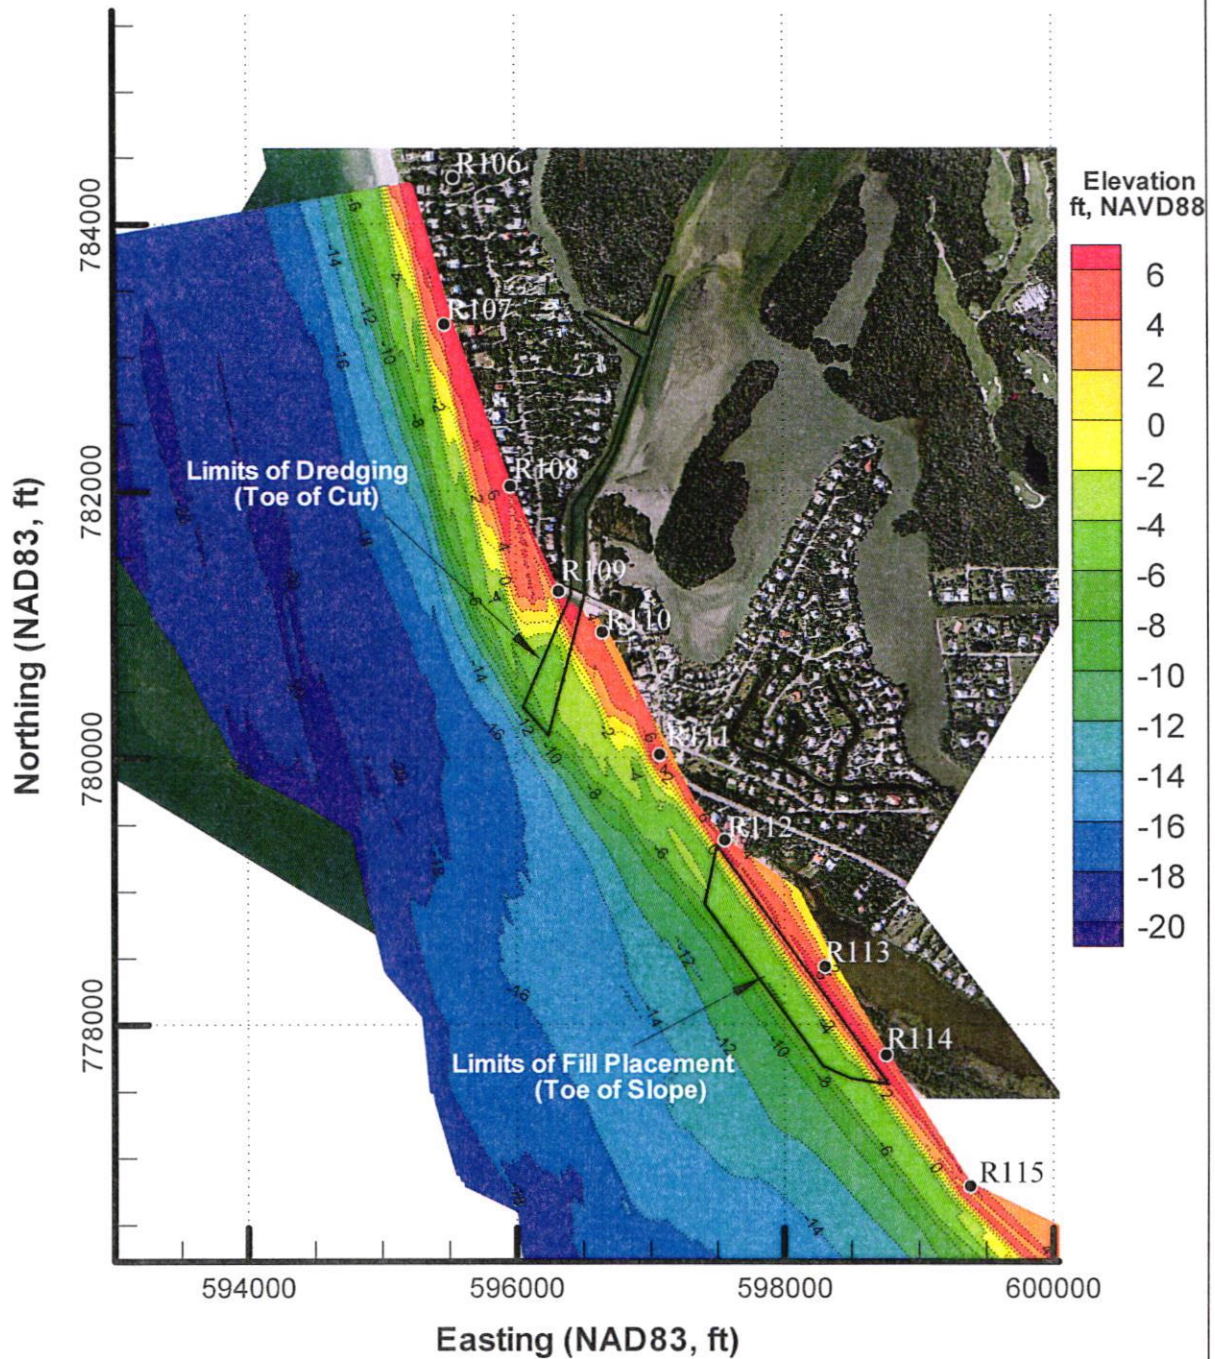 R106
Elevation
ft, NAVD88
784000
R107
Limits of Dredging
(Toe of Cut)
R108
782000
R109
R110
Northing (NAD83, ft)
R111
780000
R112
R113
778000
R114
Limits of Fill Placement
(Toe of Slope)
R115
6
4
2
0
-2
-4
-6
-8
-10
-12
-14
-16
-18
-20
594000
596000
598000
600000
Easting (NAD83, ft)